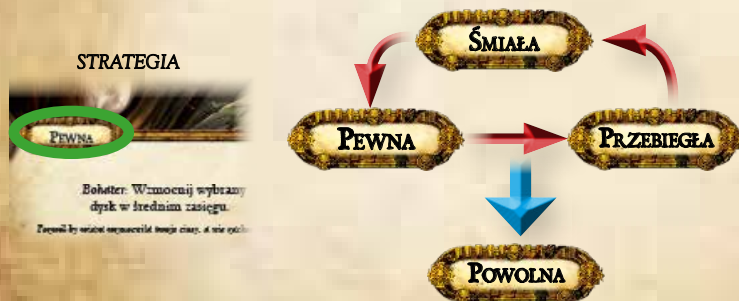 STRATEGIA
PEWNA
Bohater: Wzmocnij wybrany
dysk w średnim zasięgu.
ŚMIAŁA
PEWNA
PRZEBIEGŁA
POWOLNA